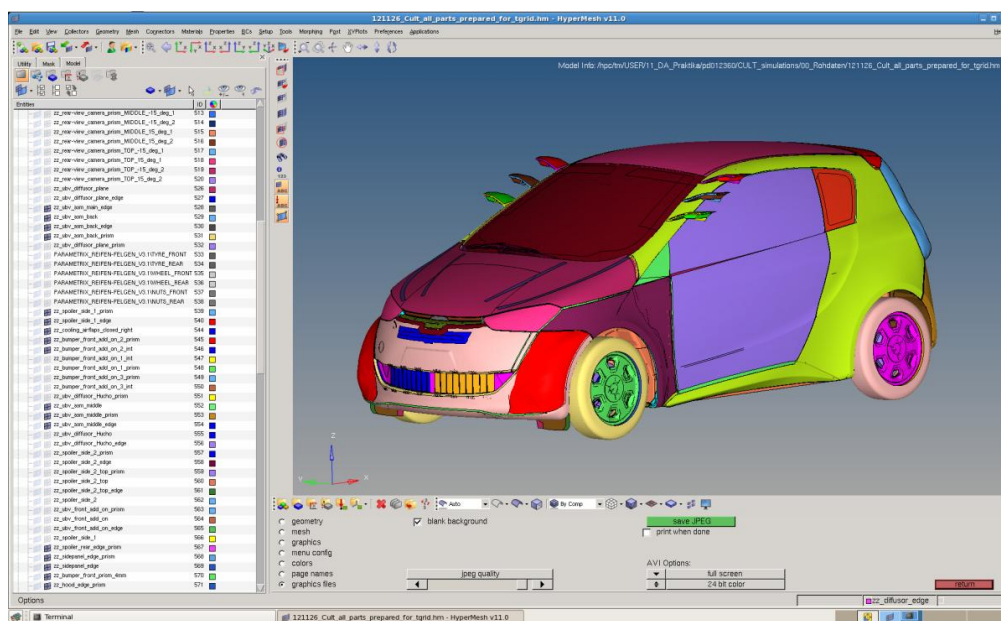 121126_Cult_all_parts_prepared_for_tgrid.hm - HyperMesh v11.0
File Edit View Collectors Geometry Mesh Connectors Materials Properties BCs Setup Tools Morphing Post XYPlots Preferences Applications
Utility Mask Model
Model Info: /hpc/tm/USER/11_DA_Praktika/pd012360/CULT_simulations/00_Rohdaten/121126_Cult_all_parts_prepared_for_tgrid.hm
Entities ID
zz_rear-view_camera_prism_MIDDLE_-15_deg_1 513
zz_rear-view_camera_prism_MIDDLE_-15_deg_2 514
zz_rear-view_camera_prism_MIDDLE_15_deg_1 515
zz_rear-view_camera_prism_MIDDLE_15_deg_2 516
zz_rear-view_camera_prism_TOP_-15_deg_1 517
zz_rear-view_camera_prism_TOP_15_deg_1 518
zz_rear-view_camera_prism_TOP_-15_deg_2 519
zz_rear-view_camera_prism_TOP_15_deg_2 520
zz_ubv_diffusor_plane 526
zz_ubv_diffusor_plane_edge 527
zz_ubv_asm_main_edge 528
zz_ubv_asm_back 529
zz_ubv_asm_back_edge 530
zz_ubv_asm_back_prism 531
zz_ubv_diffusor_plane_prism 532
PARAMETRIX_REIFEN-FELGEN_V3.1\TYRE_FRONT 533
PARAMETRIX_REIFEN-FELGEN_V3.1\TYRE_REAR 534
PARAMETRIX_REIFEN-FELGEN_V3.1\WHEEL_FRONT 535
PARAMETRIX_REIFEN-FELGEN_V3.1\WHEEL_REAR 536
PARAMETRIX_REIFEN-FELGEN_V3.1\NUTS_FRONT 537
PARAMETRIX_REIFEN-FELGEN_V3.1\NUTS_REAR 538
zz_spoiler_side_1_prism 539
zz_spoiler_side_1_edge 540
zz_cooling_airflaps_closed_right 544
zz_bumper_front_add_on_2_prism 545
zz_bumper_front_add_on_2_int 546
zz_bumper_front_add_on_1_int 547
zz_bumper_front_add_on_1_prism 548
zz_bumper_front_add_on_3_prism 549
zz_bumper_front_add_on_3_int 550
zz_ubv_diffusor_Hucho_prism 551
zz_ubv_asm_middle 552
zz_ubv_asm_middle_prism 553
zz_ubv_asm_middle_edge 554
zz_ubv_diffusor_Hucho 555
zz_ubv_diffusor_Hucho_edge 556
zz_spoiler_side_2_prism 557
zz_spoiler_side_2_edge 558
zz_spoiler_side_2_top_prism 559
zz_spoiler_side_2_top 560
zz_spoiler_side_2_top_edge 561
zz_spoiler_side_2 562
zz_ubv_front_add_on_prism 563
zz_ubv_front_add_on 564
zz_ubv_front_add_on_edge 565
zz_spoiler_side_1 566
zz_spoiler_rear_edge_prism 567
zz_sidepanel_edge_prism 568
zz_sidepanel_edge 569
zz_bumper_front_prism_4mm 570
zz_hood_edge_prism 571
Z
Y X
Auto By Comp
geometry blank background save JPEG
mesh print when done
graphics
menu config
colors AVI Options:
page names jpeg quality full screen
graphics files 24 bit color return
Options zz_diffusor_edge
Terminal 121126_Cult_all_parts_prepared_for_tgrid.hm - HyperMesh v11.0